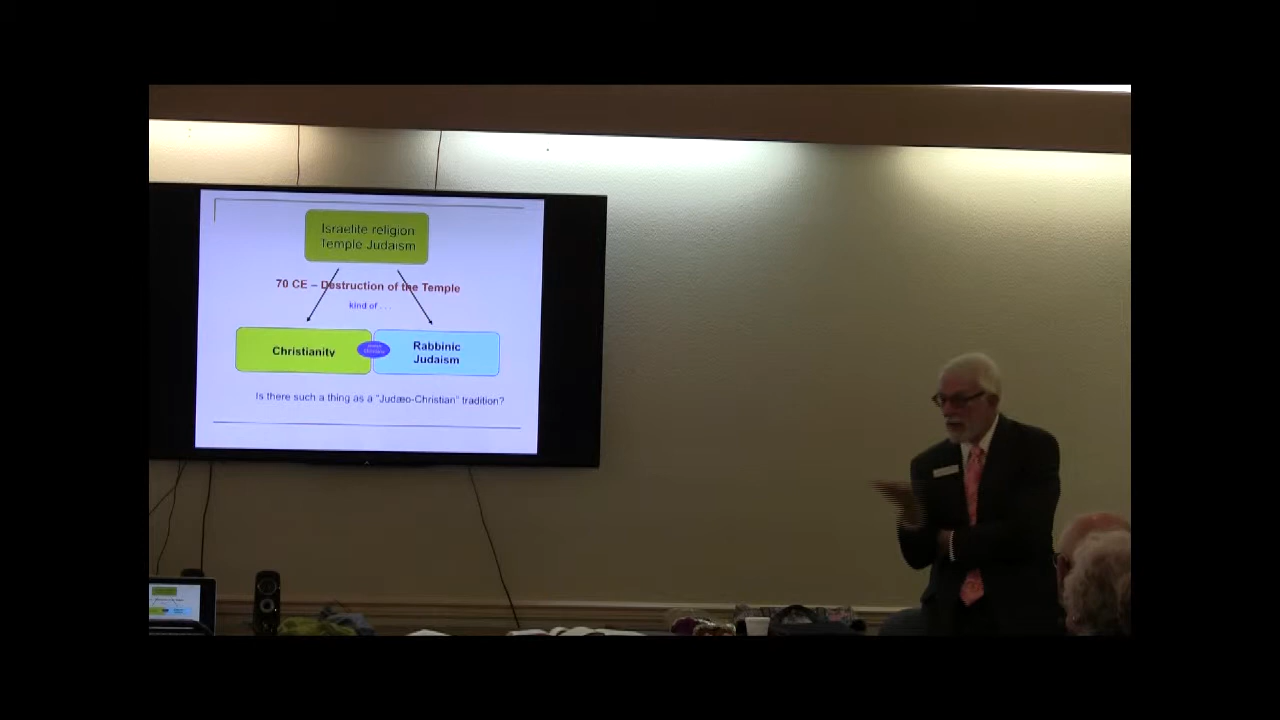 Israelite religion
Temple Judaism
70 CE – Destruction of the Temple
kind of . . .
Christianity
Rabbinic
Judaism
Is there such a thing as a "Judæo-Christian" tradition?